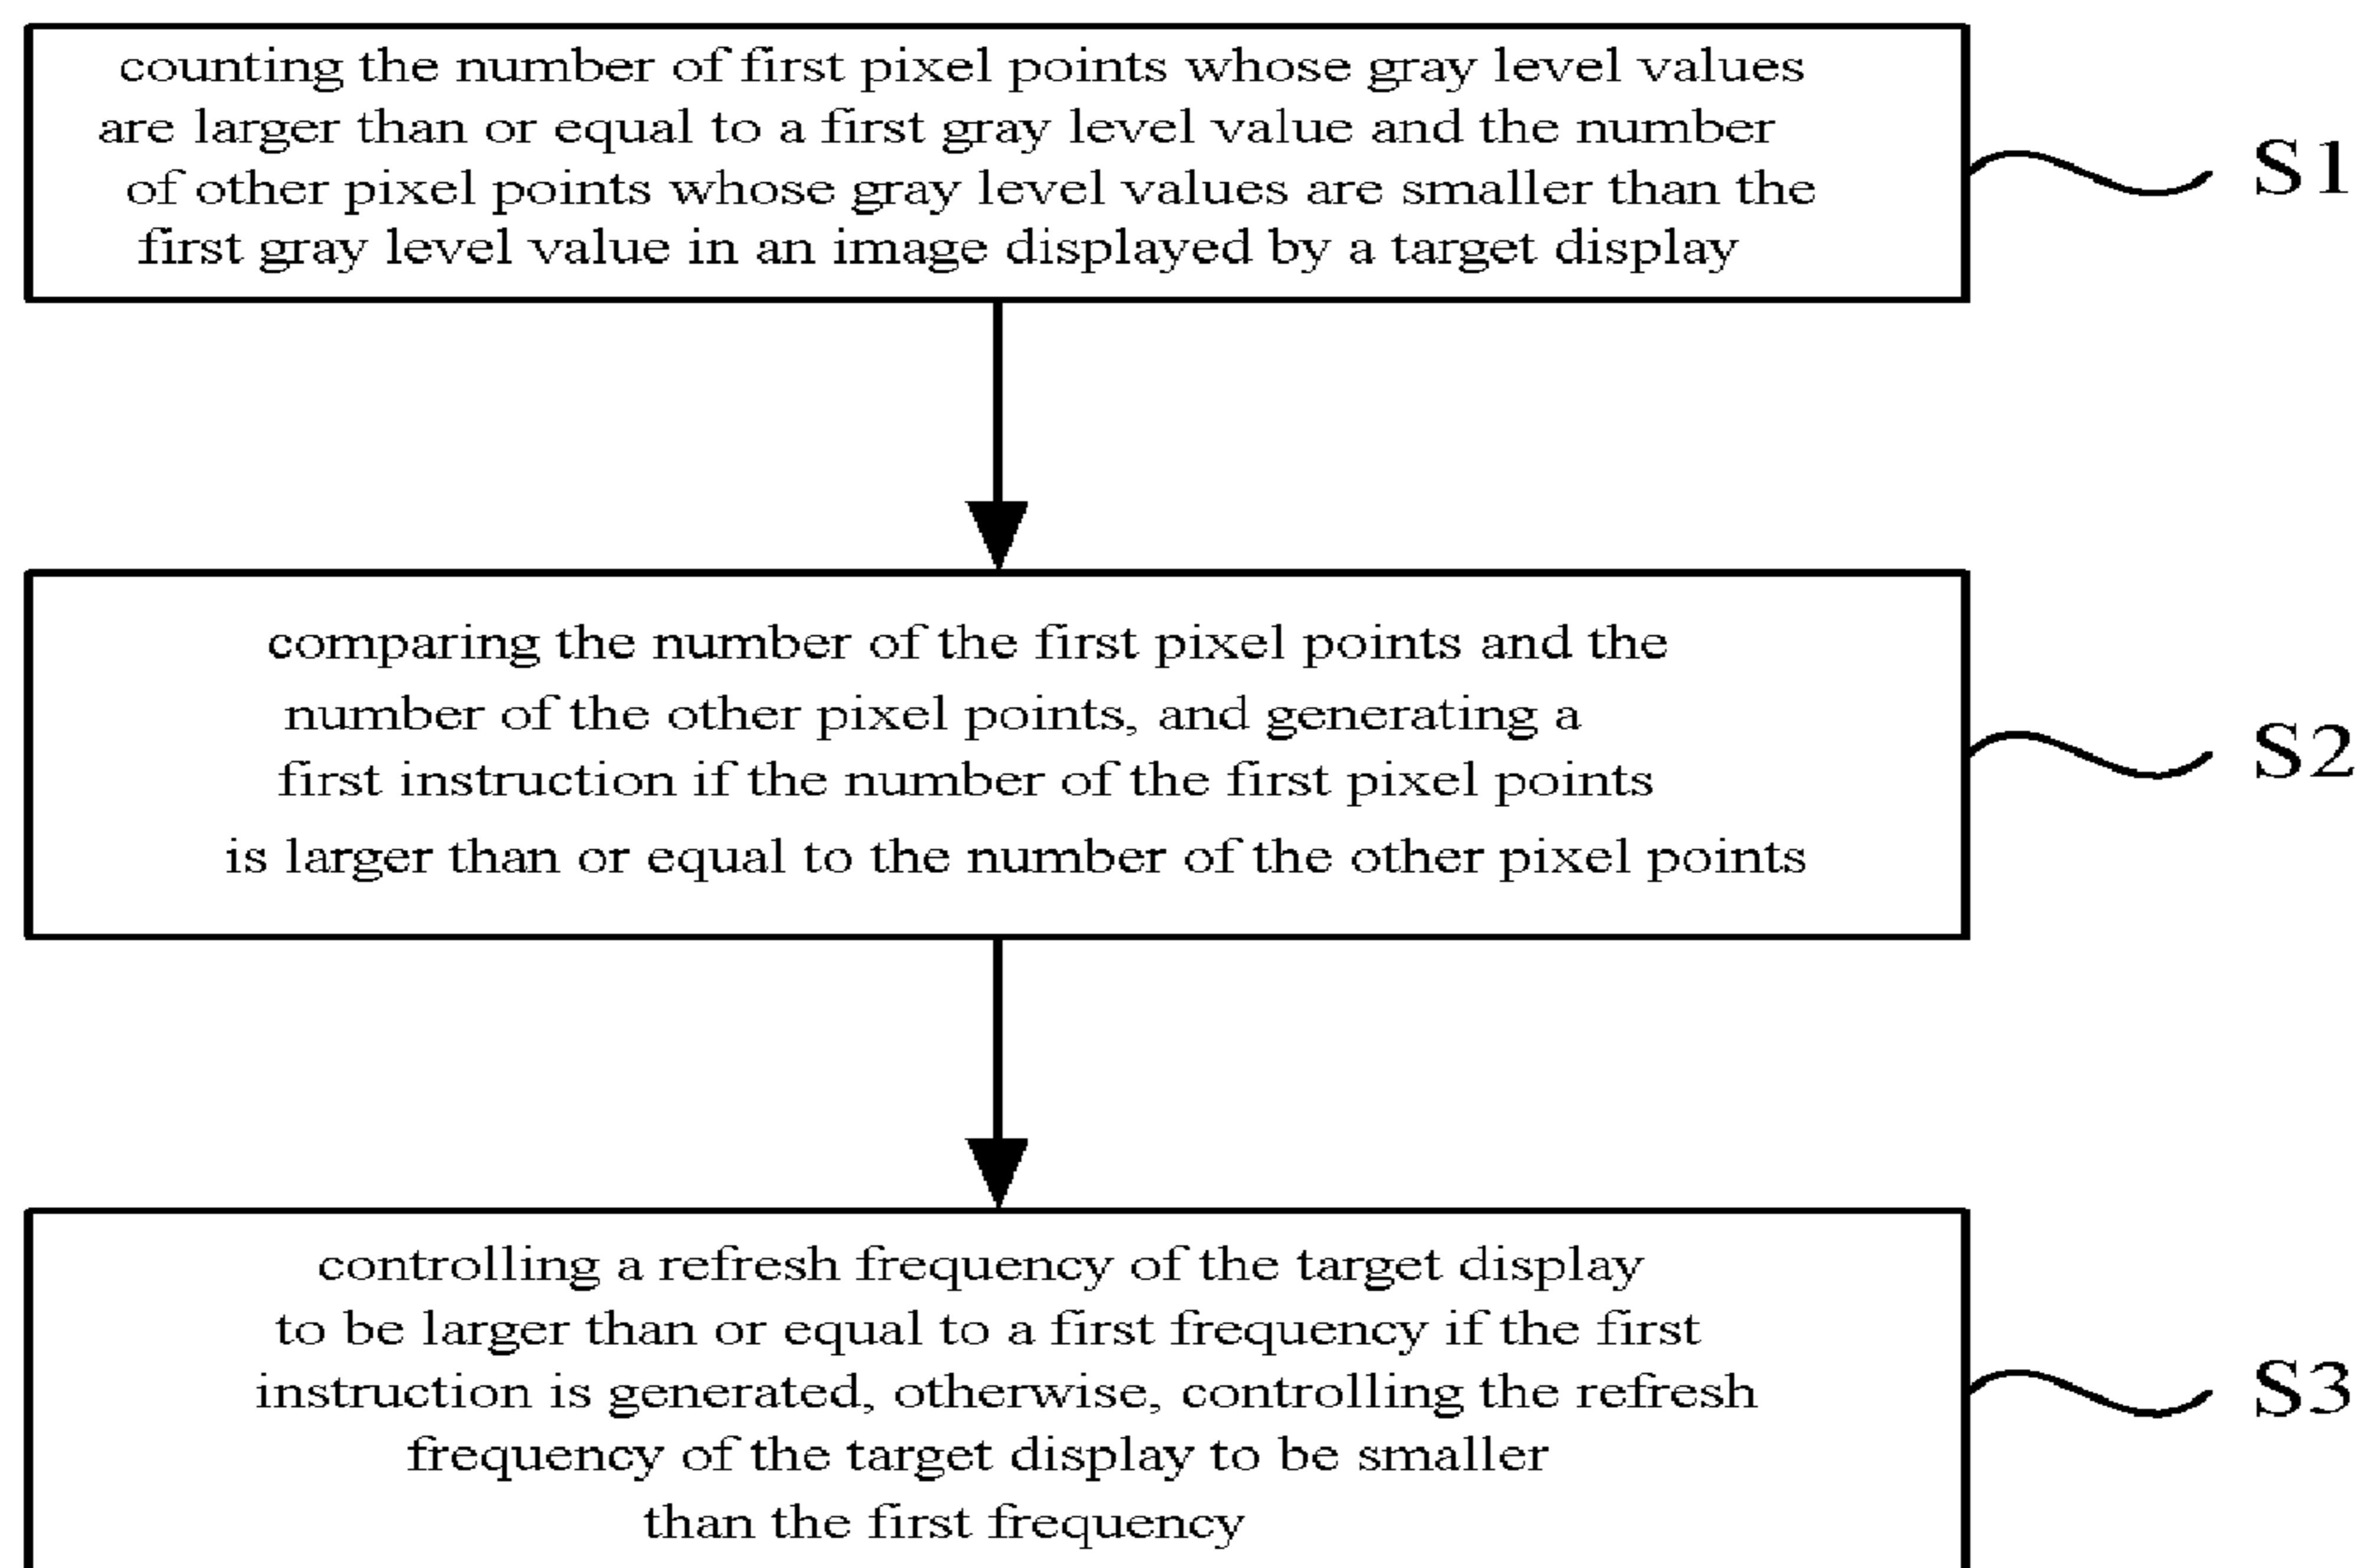 counting the number of first pixel points whose gray level values
are larger than or equal to a first gray level value and the number
of other pixel points whose gray level values are smaller than the
first gray level value in an image displayed by a target display
S1
comparing the number of the first pixel points and the
number of the other pixel points, and generating a
first instruction if the number of the first pixel points
is larger than or equal to the number of the other pixel points
S2
controlling a refresh frequency of the target display
to be larger than or equal to a first frequency if the first
instruction is generated, otherwise, controlling the refresh
frequency of the target display to be smaller
than the first frequency
S3